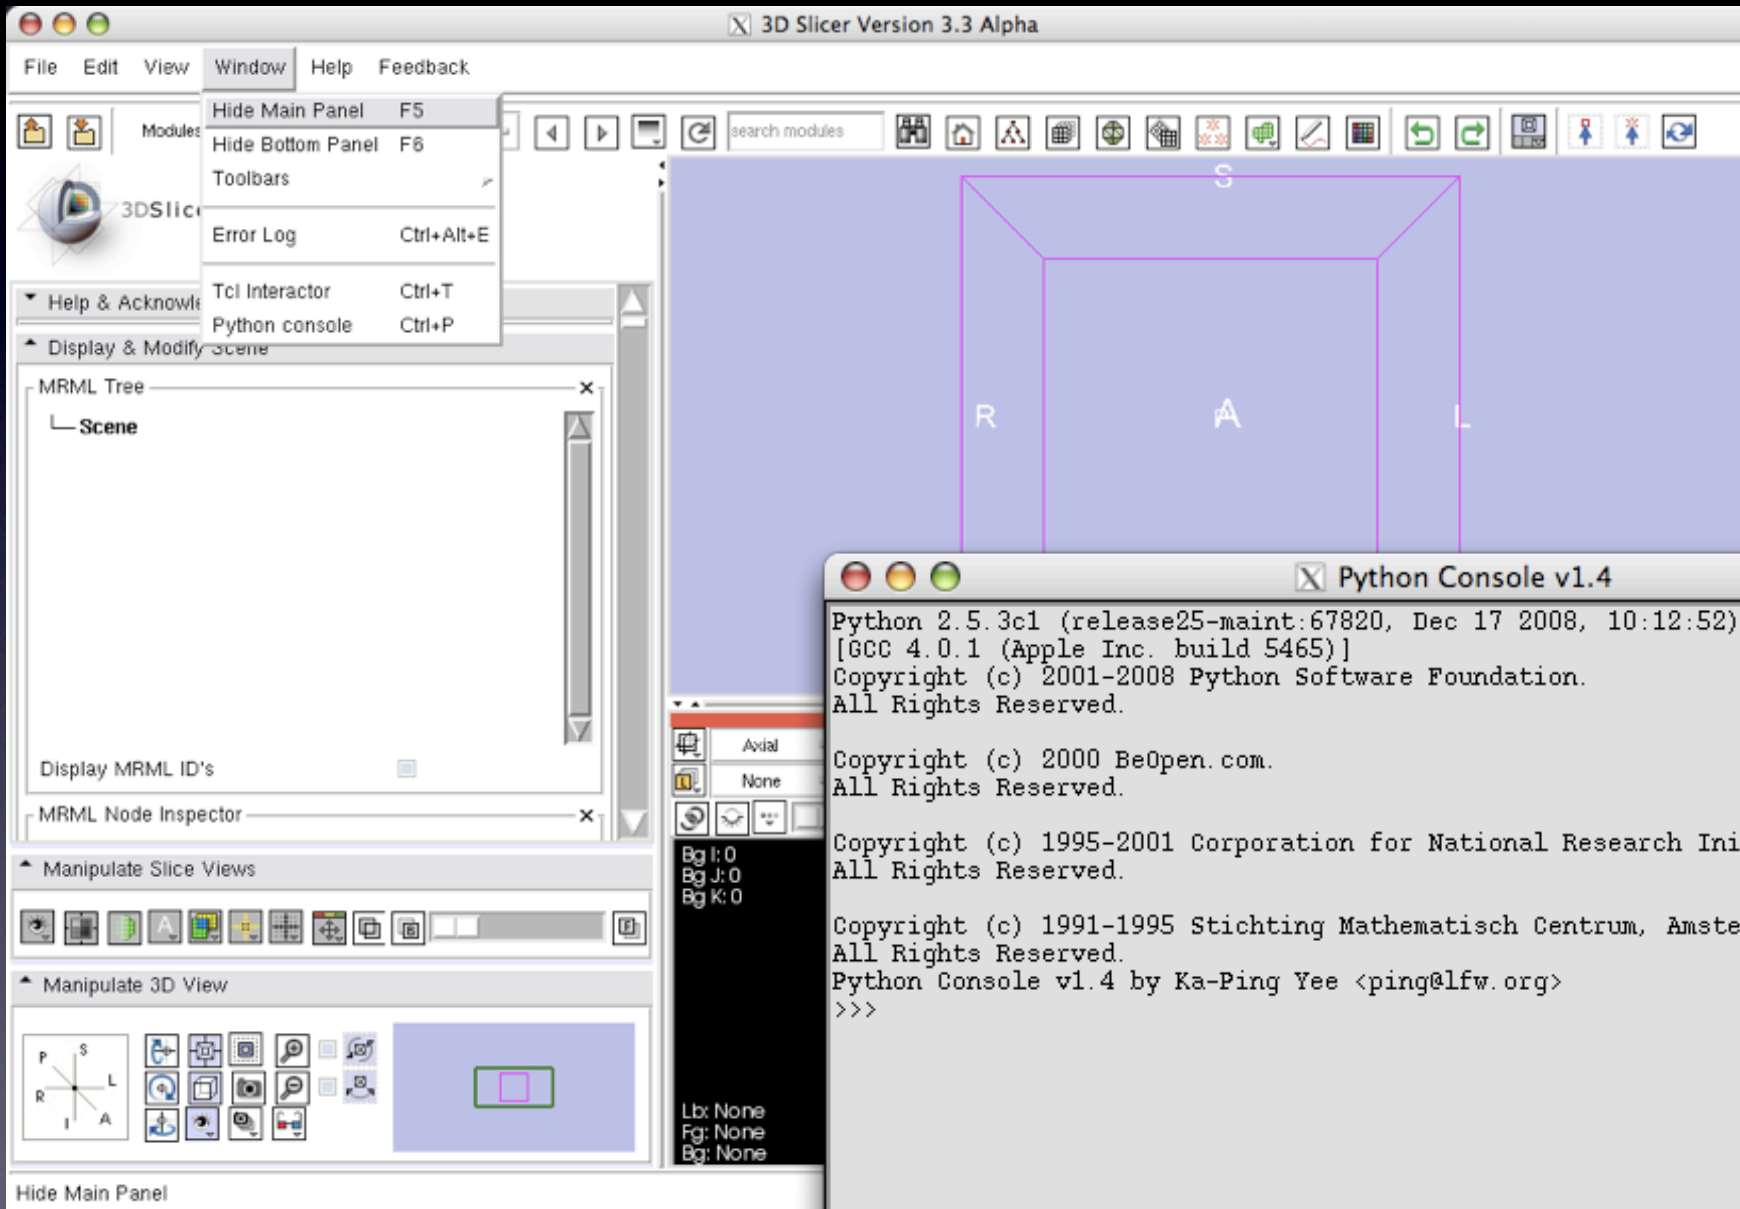 3D Slicer Version 3.3 Alpha
File Edit View Window Help Feedback
Hide Main Panel F5
Hide Bottom Panel F6
Toolbars
Error Log Ctrl+Alt+E
Tcl Interactor Ctrl+T
Python console Ctrl+P
Modules
search modules
3DSlic
Help & Acknowle
Display & Modify Scene
MRML Tree
Scene
Display MRML ID's
MRML Node Inspector
Manipulate Slice Views
Manipulate 3D View
P S
R L
I A
Hide Main Panel
S
R A L
Axial
None
Bg I: 0
Bg J: 0
Bg K: 0
Lb: None
Fg: None
Bg: None
Python Console v1.4
Python 2.5.3c1 (release25-maint:67820, Dec 17 2008, 10:12:52)
[GCC 4.0.1 (Apple Inc. build 5465)]
Copyright (c) 2001-2008 Python Software Foundation.
All Rights Reserved.
Copyright (c) 2000 BeOpen.com.
All Rights Reserved.
Copyright (c) 1995-2001 Corporation for National Research Ini
All Rights Reserved.
Copyright (c) 1991-1995 Stichting Mathematisch Centrum, Amste
All Rights Reserved.
Python Console v1.4 by Ka-Ping Yee <ping@lfw.org>
>>>